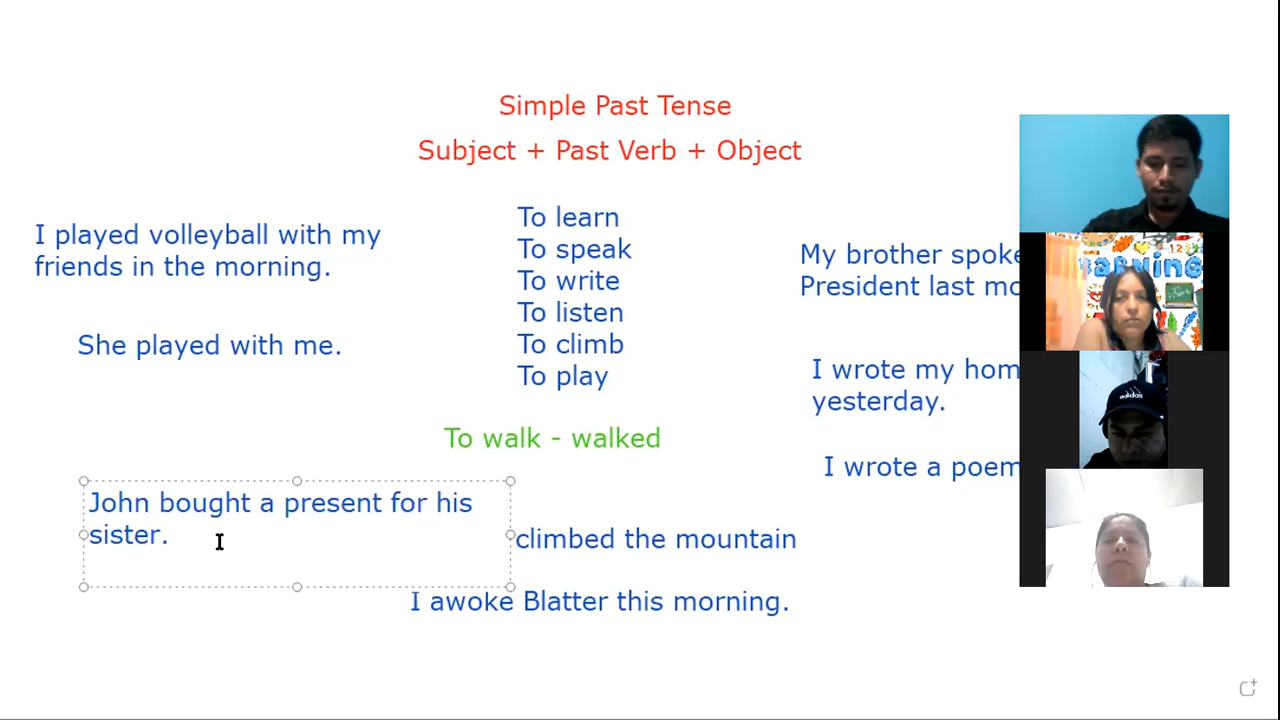 Simple Past Tense
Subject + Past Verb + Object
To learn
To speak
To write
To listen
To climb
To play
I played volleyball with my
friends in the morning.
She played with me.
My brother spoke
President last
I wrote my
yesterday.
I wrote a poem
To walk - walked
John bought a present for his
sister.
climbed the mountain
I awoke Blatter this morning.
adidas